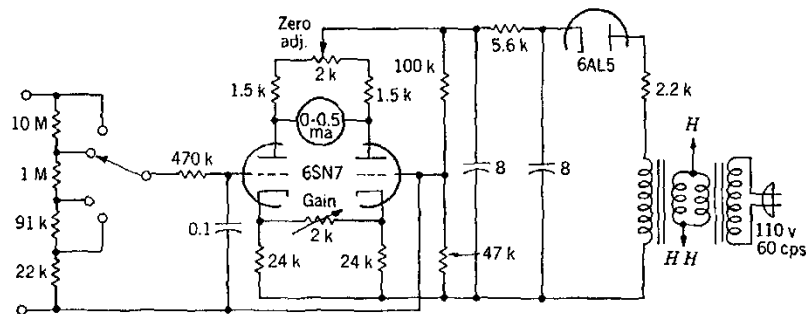 Zero
adj.
2 k
1.5 k
1.5 k
0-0.5
ma
100 k
5.6 k
6AL5
2.2 k
10 M
1 M
91 k
22 k
470 k
0.1
6SN7
Gain
2 k
24 k
24 k
47 k
8
8
H
H H
110 v
60 cps